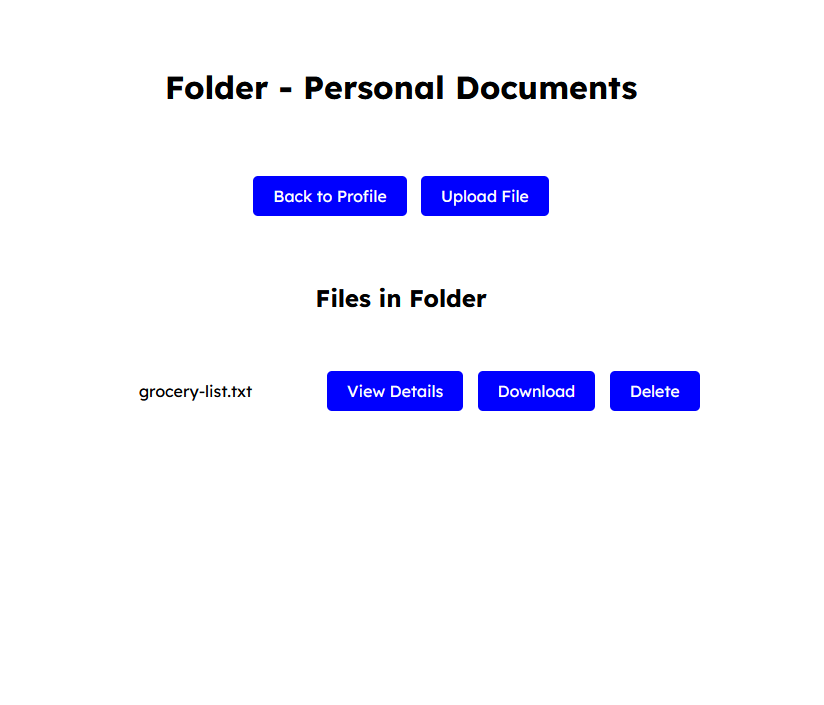 Folder - Personal Documents
Back to Profile Upload File
Files in Folder
grocery-list.txt View Details Download Delete